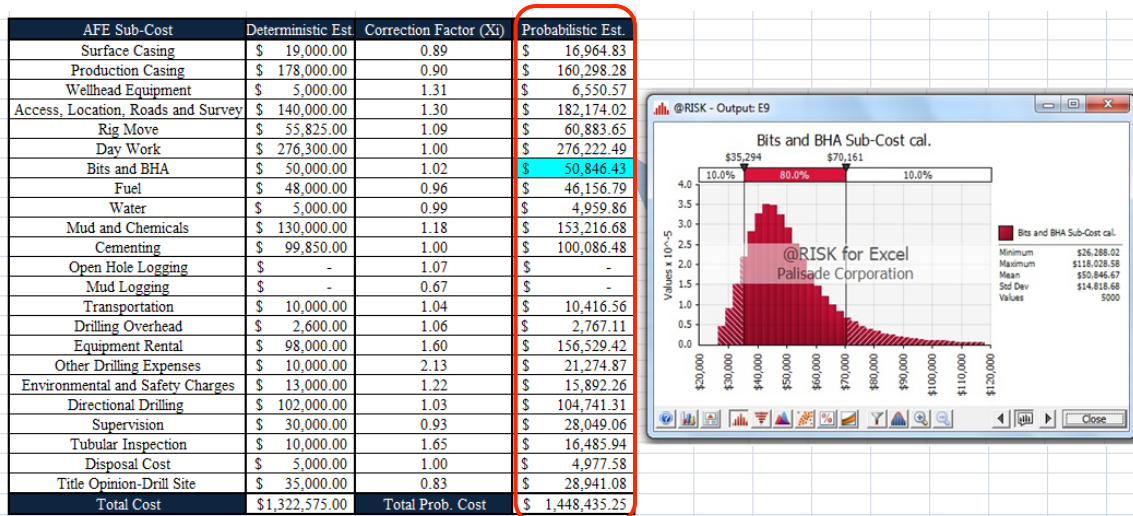 AFE Sub-Cost Deterministic Est. Correction Factor (Xi) Probabilistic Est.
Surface Casing $ 19,000.00 0.89 $ 16,964.83
Production Casing $ 178,000.00 0.90 $ 160,298.28
Wellhead Equipment $ 5,000.00 1.31 $ 6,550.57
Access, Location, Roads and Survey $ 140,000.00 1.30 $ 182,174.02
Rig Move $ 55,825.00 1.09 $ 60,883.65
Day Work $ 276,300.00 1.00 $ 276,222.49
Bits and BHA $ 50,000.00 1.02 $ 50,846.43
Fuel $ 48,000.00 0.96 $ 46,156.79
Water $ 5,000.00 0.99 $ 4,959.86
Mud and Chemicals $ 130,000.00 1.18 $ 153,216.68
Cementing $ 99,850.00 1.00 $ 100,086.48
Open Hole Logging $ - 1.07 $ -
Mud Logging $ - 0.67 $ -
Transportation $ 10,000.00 1.04 $ 10,416.56
Drilling Overhead $ 2,600.00 1.06 $ 2,767.11
Equipment Rental $ 98,000.00 1.60 $ 156,529.42
Other Drilling Expenses $ 10,000.00 2.13 $ 21,274.87
Environmental and Safety Charges $ 13,000.00 1.22 $ 15,892.26
Directional Drilling $ 102,000.00 1.03 $ 104,741.31
Supervision $ 30,000.00 0.93 $ 28,049.06
Tubular Inspection $ 10,000.00 1.65 $ 16,485.94
Disposal Cost $ 5,000.00 1.00 $ 4,977.58
Title Opinion-Drill Site $ 35,000.00 0.83 $ 28,941.08
Total Cost $1,322,575.00 Total Prob. Cost $ 1,448,435.25
@RISK - Output: E9
Bits and BHA Sub-Cost cal.
$35,294 $70,161
10.0% 80.0% 10.0%
4.0
3.5
3.0
2.5
2.0
1.5
1.0
0.5
0.0
Values x 10^-5
@RISK for Excel
Palisade Corporation
$20,000
$30,000
$40,000
$50,000
$60,000
$70,000
$80,000
$90,000
$100,000
$110,000
$120,000
Bits and BHA Sub-Cost cal.
Minimum $26,288.02
Maximum $118,028.58
Mean $50,846.67
Std Dev $14,818.68
Values 5000
Close